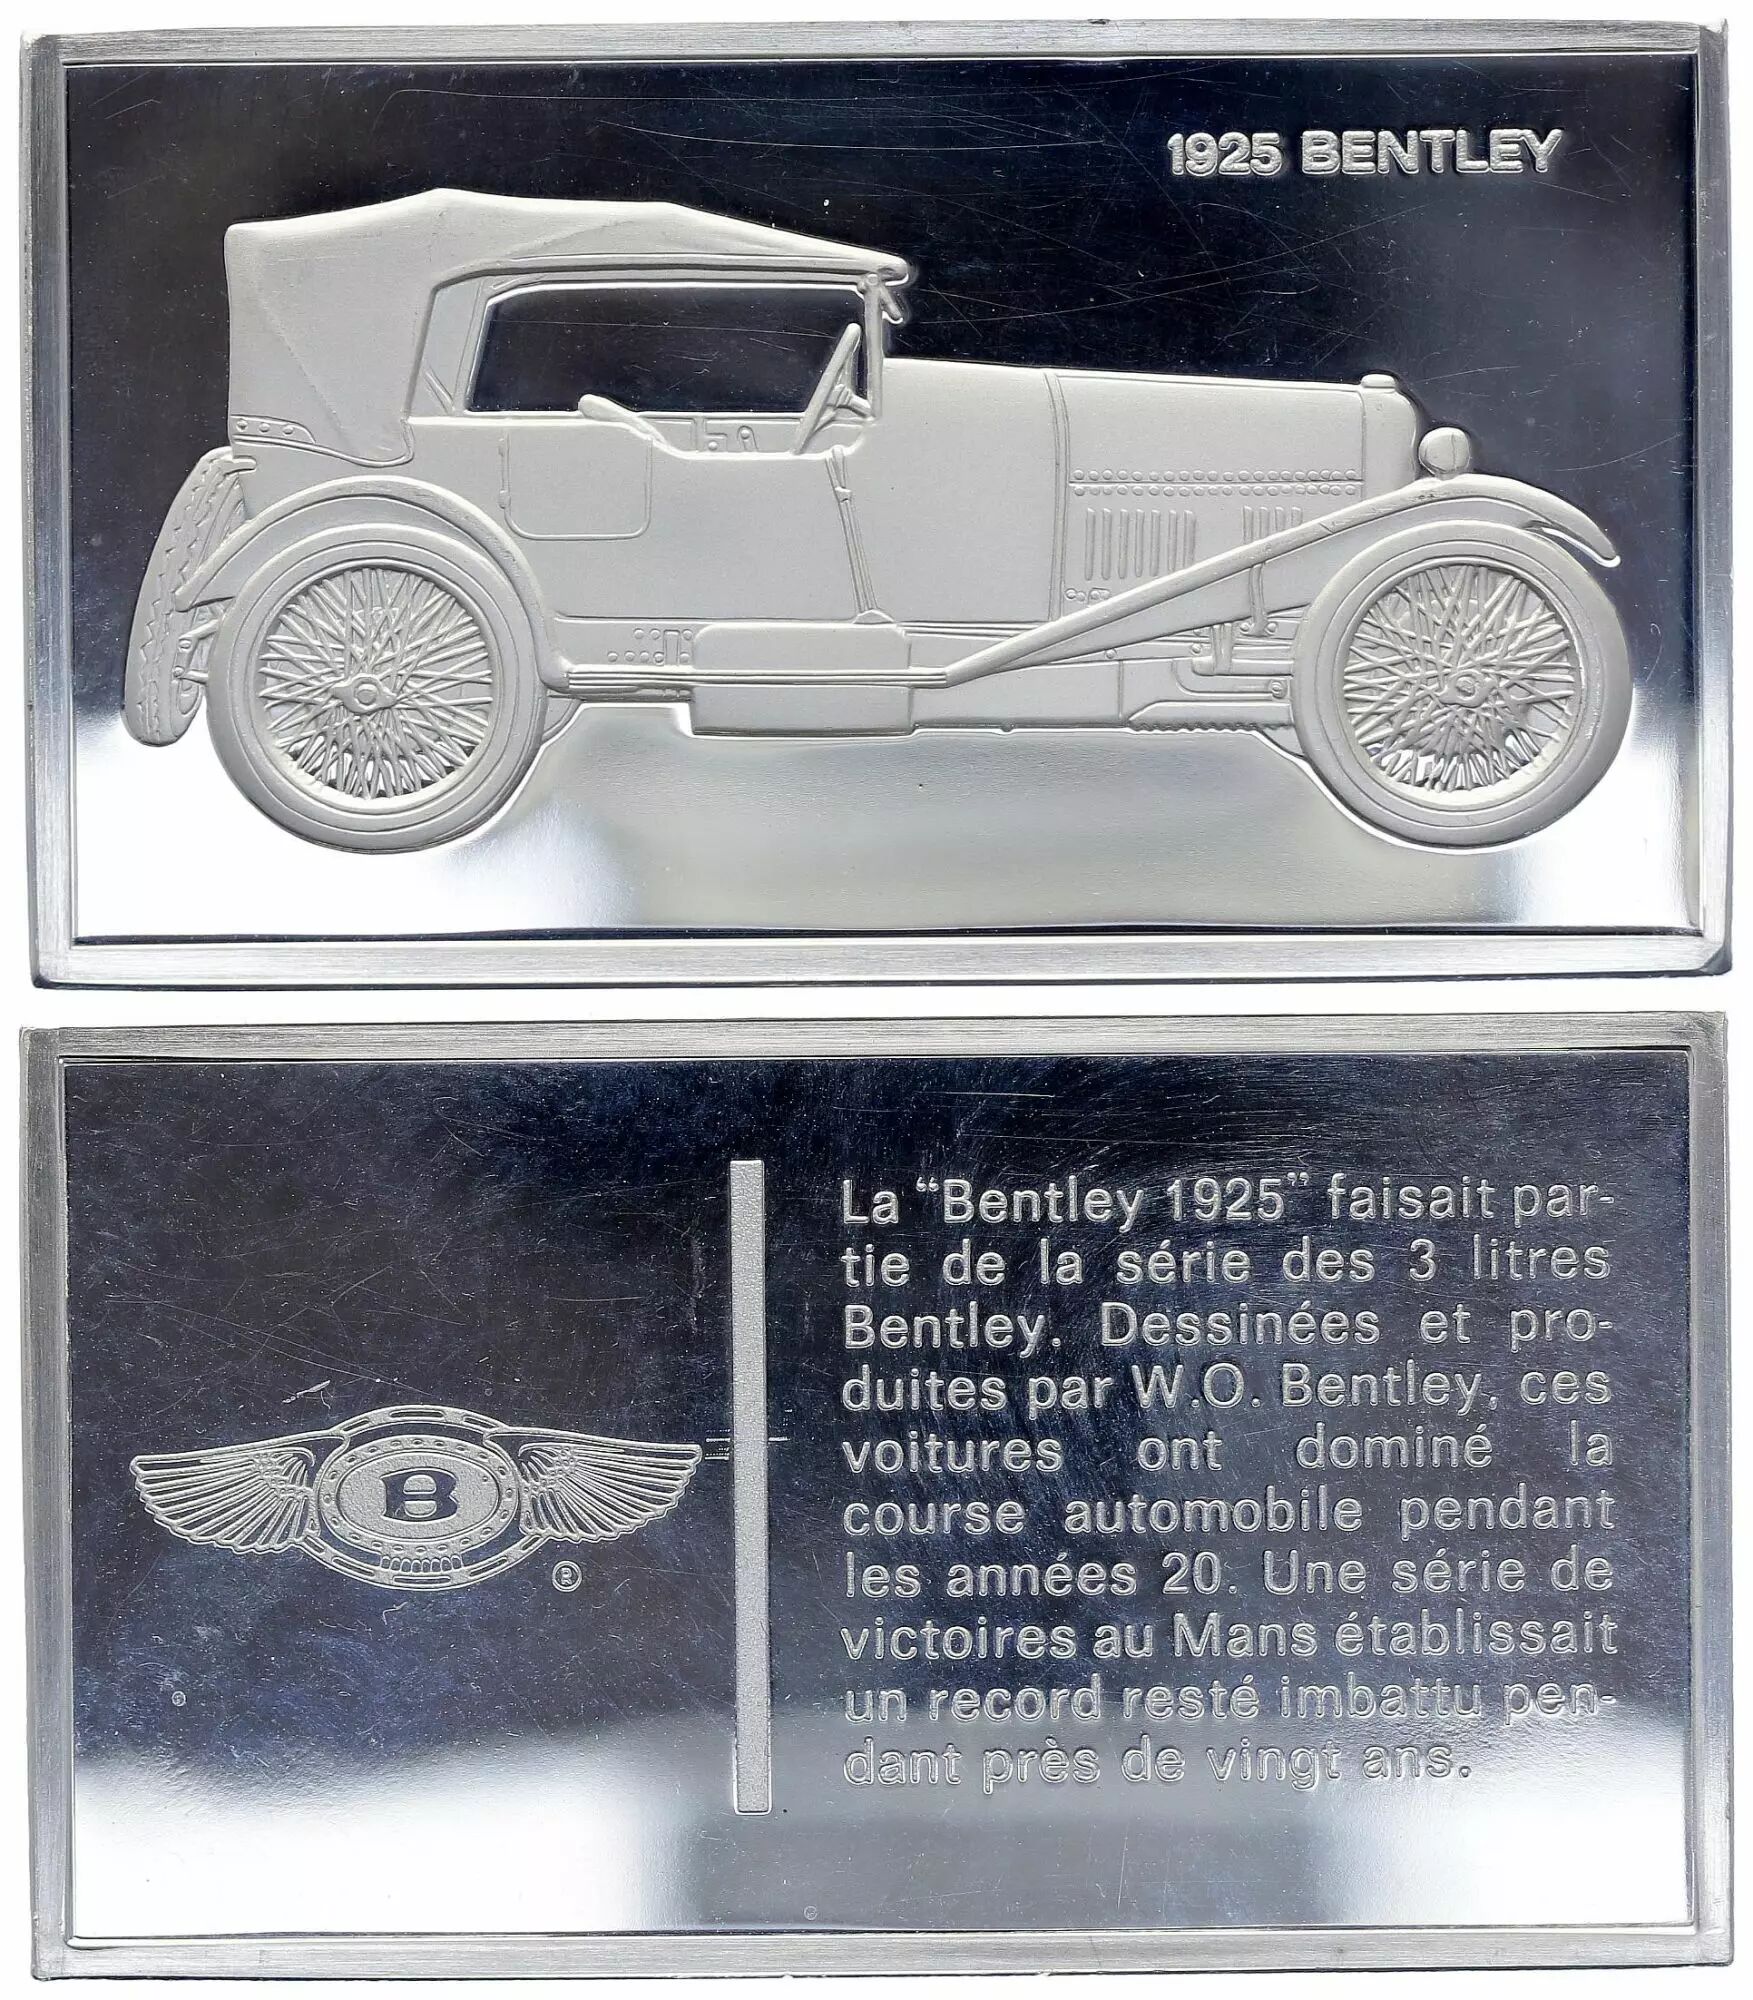 1925 BENTLEY
La “Bentley 1925” faisait par-
tie de la série des 3 litres
Bentley. Dessinées et pro-
duites par W.O. Bentley, ces
voitures ont dominé la
course automobile pendant
les années 20. Une série de
victoires au Mans établissait
un record resté imbattu pen-
dant près de vingt ans.
B
®